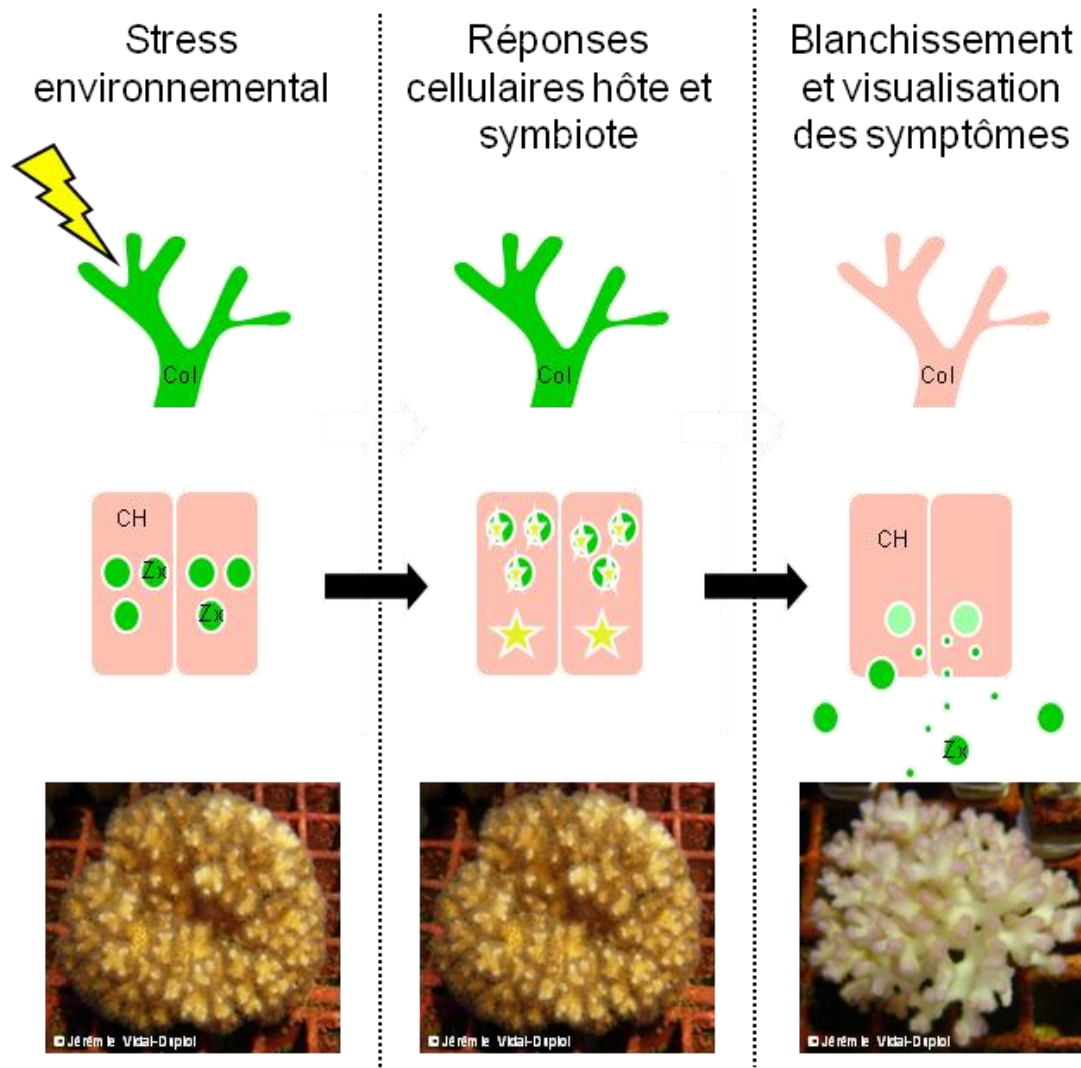 Stress
environnemental
Réponses
cellulaires hôte et
symbiote
Blanchissement
et visualisation
des symptômes
Col
Col
Col
CH
Zx
Zx
CH
Zx
© Jérémie Vidal-Dupiol
© Jérémie Vidal-Dupiol
© Jérémie Vidal-Dupiol